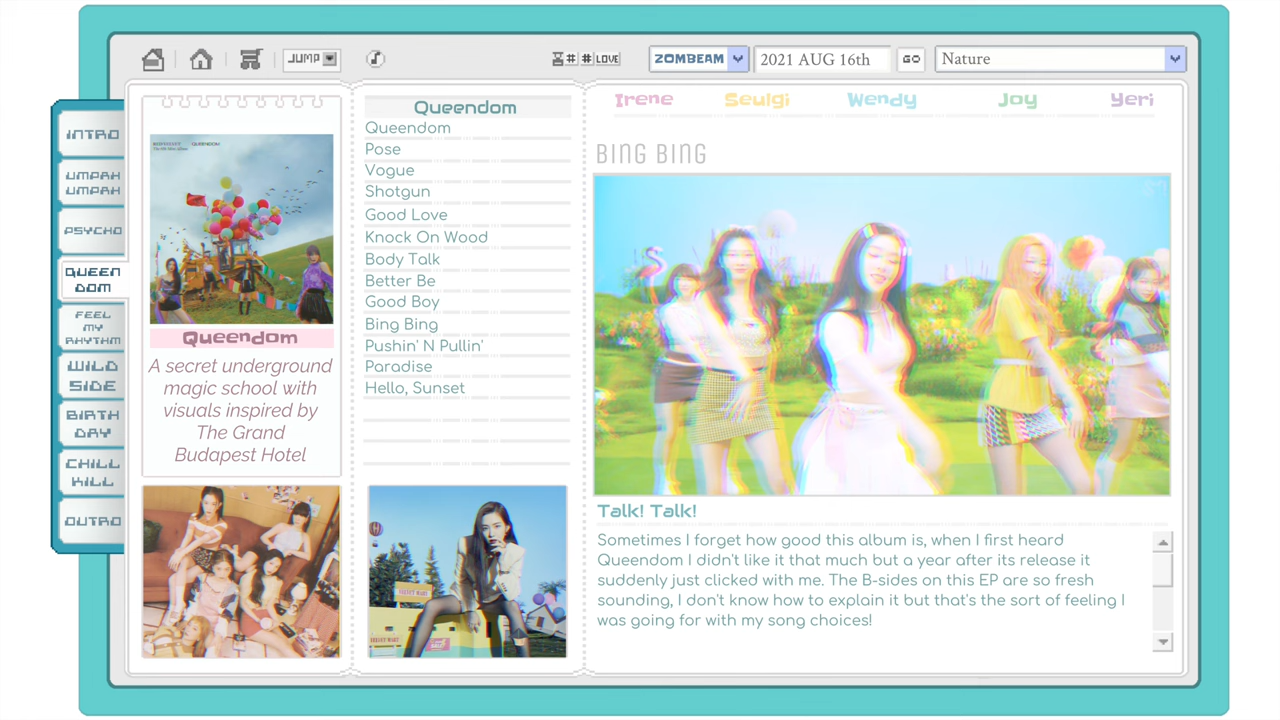 JUMP
# # LOVE
ZOMBEAM
2021 AUG 16th
GO
Nature
INTRO
UMPAH
UMPAH
PSYCHO
QUEEN
DOM
FEEL
MY
RHYTHM
WILD
SIDE
BIRTH
DAY
CHILL
KILL
OUTRO
QUEENDOM
Queendom
A secret underground
magic school with
visuals inspired by
The Grand
Budapest Hotel
Queendom
Queendom
Pose
Vogue
Shotgun
Good Love
Knock On Wood
Body Talk
Better Be
Good Boy
Bing Bing
Pushin' N Pullin'
Paradise
Hello, Sunset
Irene Seulgi Wendy Joy Yeri
BING BING
Talk! Talk!
Sometimes I forget how good this album is, when I first heard
Queendom I didn't like it that much but a year after its release it
suddenly just clicked with me. The B-sides on this EP are so fresh
sounding, I don't know how to explain it but that's the sort of feeling I
was going for with my song choices!